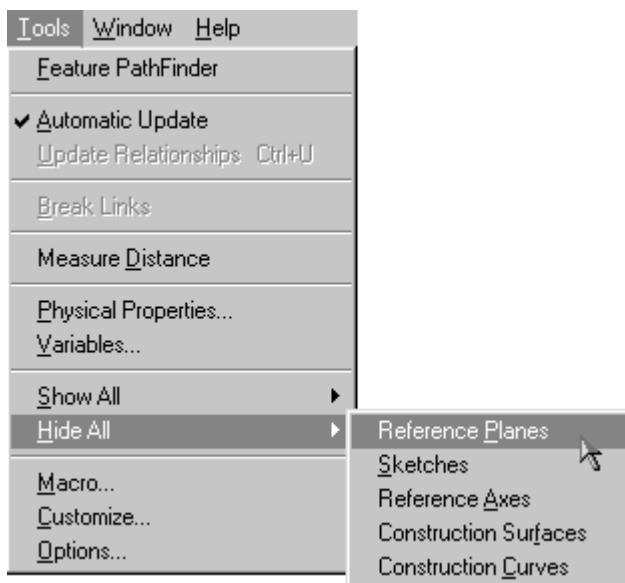 Tools Window Help
Feature PathFinder
Automatic Update
Update Relationships Ctrl+U
Break Links
Measure Distance
Physical Properties...
Variables...
Show All
Hide All
Reference Planes
Sketches
Reference Axes
Construction Surfaces
Construction Curves
Macro...
Customize...
Options...